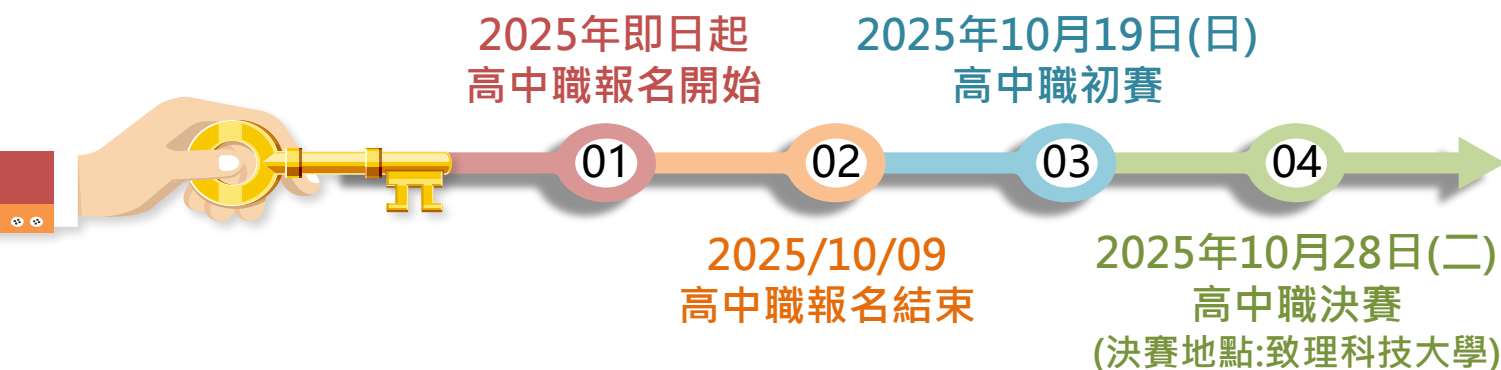 2025年即日起
高中職報名開始
2025年10月19日(日)
高中職初賽
01
02
03
04
2025/10/09
高中職報名結束
2025年10月28日(二)
高中職決賽
(決賽地點:致理科技大學)